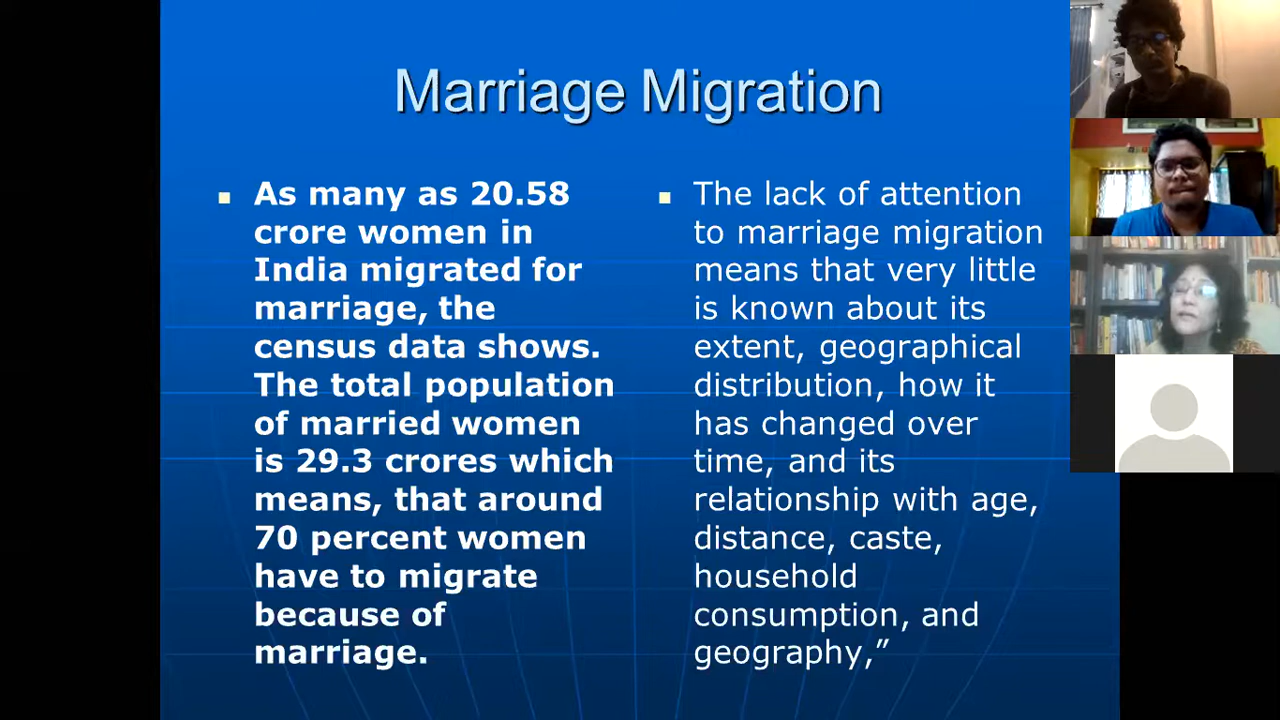 Marriage Migration
As many as 20.58
crore women in
India migrated for
marriage, the
census data shows.
The total population
of married women
is 29.3 crores which
means, that around
70 percent women
have to migrate
because of
marriage.
The lack of attention
to marriage migration
means that very little
is known about its
extent, geographical
distribution, how it
has changed over
time, and its
relationship with age,
distance, caste,
household
consumption, and
geography,”